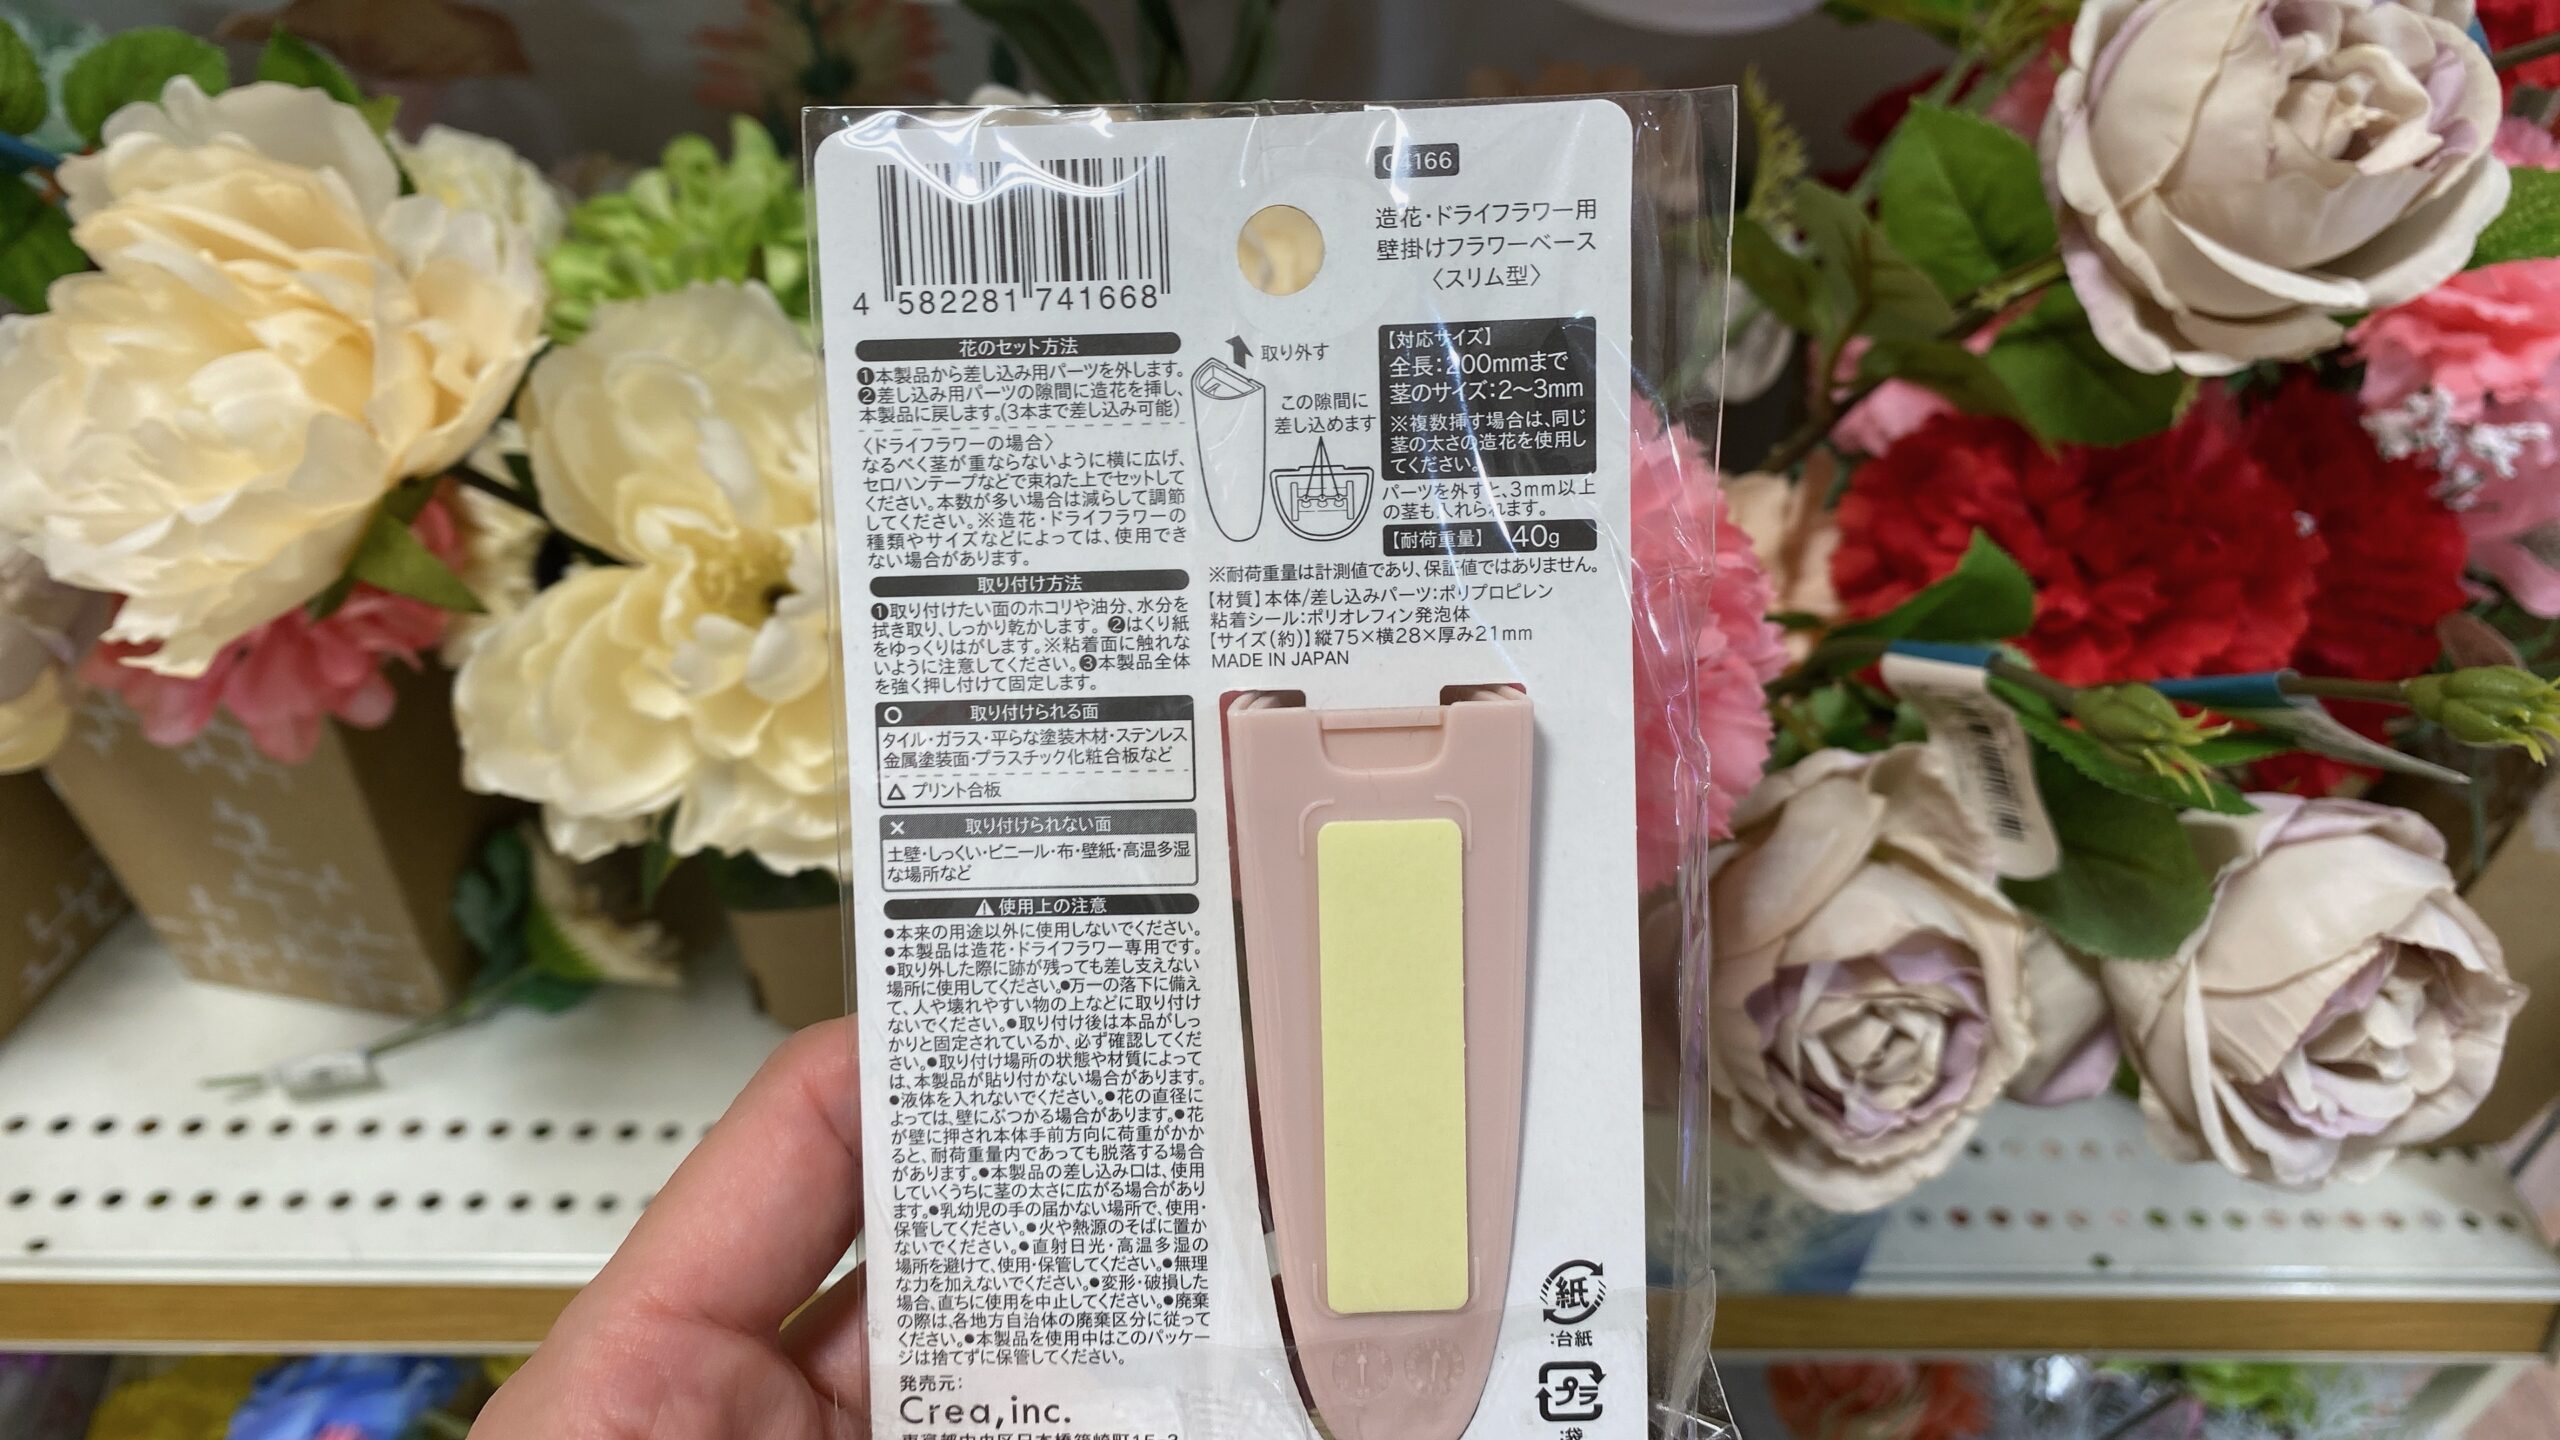 4 582281 741668
花のセット方法
❶本製品から差し込み用パーツを外します。
❷差し込み用パーツの隙間に造花を挿し、
本製品に戻します。(3本まで差し込み可能)
〈ドライフラワーの場合〉
なるべく茎が重ならないように横に広げ、
セロハンテープなどで束ねた上でセットして
ください。本数が多い場合は減らして調節
してください。※造花・ドライフラワーの
種類やサイズなどによっては、使用でき
ない場合があります。
取り付け方法
❶取り付けたい面のホコリや油分、水分を
拭き取り、しっかり乾かします。❷はくり紙
をゆっくりはがします。※粘着面に触れな
いように注意してください。❸本製品全体
を強く押し付けて固定します。
○ 取り付けられる面
タイル・ガラス・平らな塗装木材・ステンレス
金属塗装面・プラスチック化粧合板など
△ プリント合板
× 取り付けられない面
土壁・しっくい・ビニール・布・壁紙・高温多湿
な場所など
⚠使用上の注意
●本来の用途以外に使用しないでください。
●本製品は造花・ドライフラワー専用です。
●取り外した際に跡が残っても差し支えない
場所に使用してください。●万一の落下に備え
て、人や壊れやすい物の上などに取り付け
ないでください。●取り付け後は本品がしっ
かりと固定されているか、必ず確認してくだ
さい。●取り付け場所の状態や材質によって
は、本製品が貼り付かない場合があります。
●液体を入れないでください。●花の直径に
よっては、壁にぶつかる場合があります。●花
が壁に押され本体手前方向に荷重がかか
ると、耐荷重量内であっても脱落する場合
があります。●本製品の差し込み口は、使用
していくうちに茎の太さに広がる場合があり
ます。●乳幼児の手の届かない場所で、使用・
保管してください。●火や熱源のそばに置か
ないでください。●直射日光・高温多湿の
場所を避けて、使用・保管してください。●無理
な力を加えないでください。●変形・破損した
場合、直ちに使用を中止してください。●廃棄
の際は、各地方自治体の廃棄区分に従って
ください。●本製品を使用中はこのパッケー
ジは捨てずに保管してください。
発売元:
Crea,inc.
04166
造花・ドライフラワー用
壁掛けフラワーベース
〈スリム型〉
取り外す
この隙間に
差し込めます
【対応サイズ】
全長:200mmまで
茎のサイズ:2〜3mm
※複数挿す場合は、同じ
茎の太さの造花を使用し
てください。
パーツを外すと、3mm以上
の茎も入れられます。
【耐荷重量】 40g
※耐荷重量は計測値であり、保証値ではありません。
【材質】本体/差し込みパーツ:ポリプロピレン
粘着シール:ポリオレフィン発泡体
【サイズ(約)】縦75×横28×厚み21mm
MADE IN JAPAN
紙
:台紙
プラ
:袋